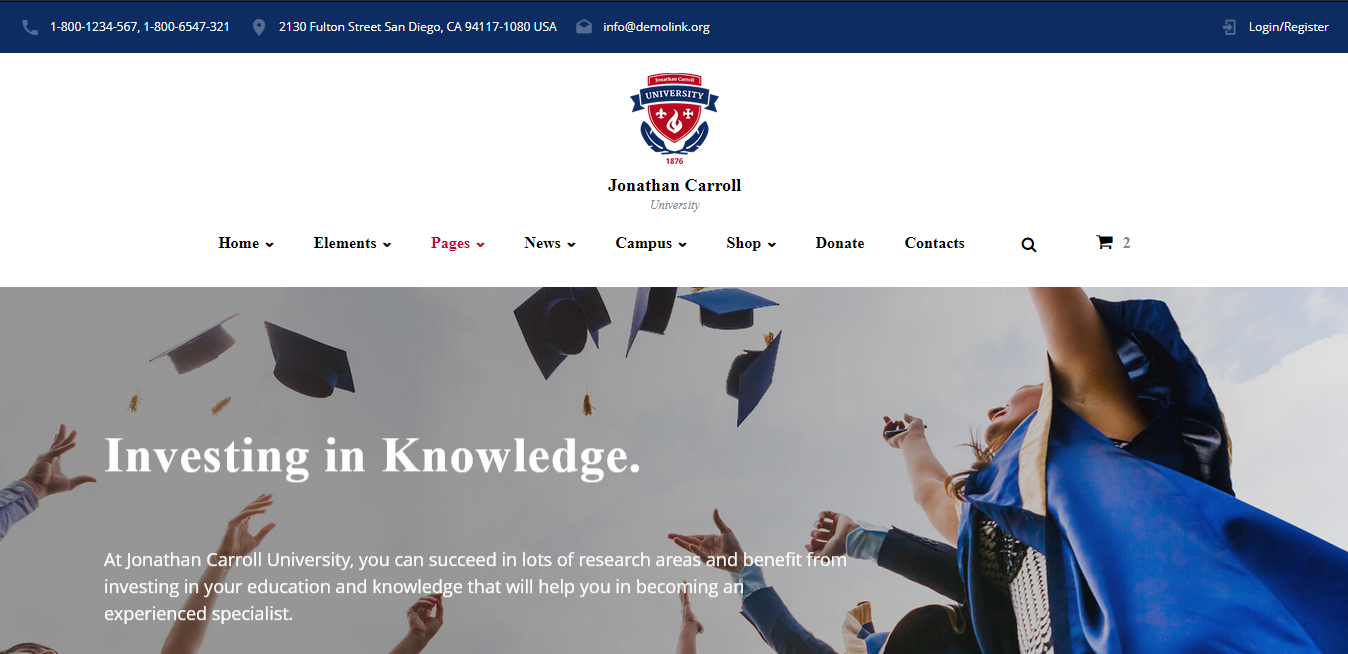 1-800-1234-567, 1-800-6547-321
2130 Fulton Street San Diego, CA 94117-1080 USA
info@demolink.org
Login/Register
Jonathan Carroll
UNIVERSITY
1876
Jonathan Carroll
University
Home
Elements
Pages
News
Campus
Shop
Donate
Contacts
2
Investing in Knowledge.
At Jonathan Carroll University, you can succeed in lots of research areas and benefit from
investing in your education and knowledge that will help you in becoming an
experienced specialist.